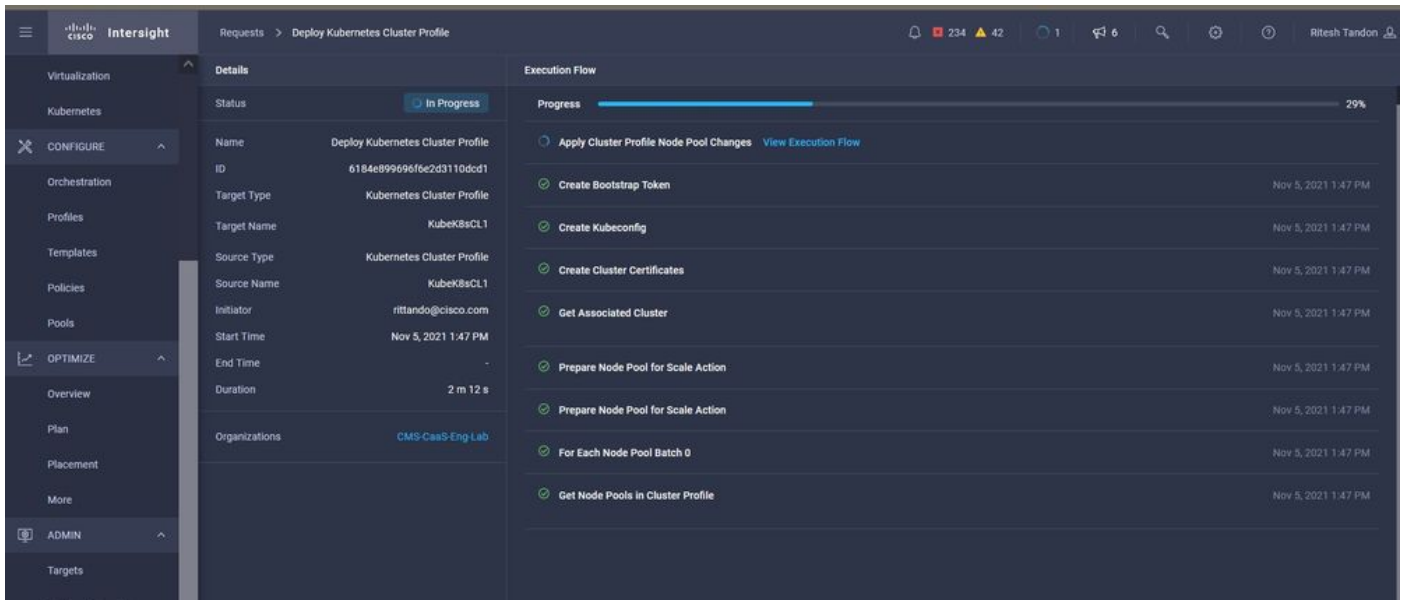 cisco Intersight
Requests > Deploy Kubernetes Cluster Profile
234 42 1 6 Ritesh Tandon
Virtualization
Kubernetes
CONFIGURE
Orchestration
Profiles
Templates
Policies
Pools
OPTIMIZE
Overview
Plan
Placement
More
ADMIN
Targets
Details
Status In Progress
Name Deploy Kubernetes Cluster Profile
ID 6184e899696f6e2d3110dcd1
Target Type Kubernetes Cluster Profile
Target Name KubeK8sCL1
Source Type Kubernetes Cluster Profile
Source Name KubeK8sCL1
Initiator rittando@cisco.com
Start Time Nov 5, 2021 1:47 PM
End Time -
Duration 2 m 12 s
Organizations CMS-CaaS-Eng-Lab
Execution Flow
Progress 29%
Apply Cluster Profile Node Pool Changes View Execution Flow
Create Bootstrap Token Nov 5, 2021 1:47 PM
Create Kubeconfig Nov 5, 2021 1:47 PM
Create Cluster Certificates Nov 5, 2021 1:47 PM
Get Associated Cluster Nov 5, 2021 1:47 PM
Prepare Node Pool for Scale Action Nov 5, 2021 1:47 PM
Prepare Node Pool for Scale Action Nov 5, 2021 1:47 PM
For Each Node Pool Batch 0 Nov 5, 2021 1:47 PM
Get Node Pools in Cluster Profile Nov 5, 2021 1:47 PM